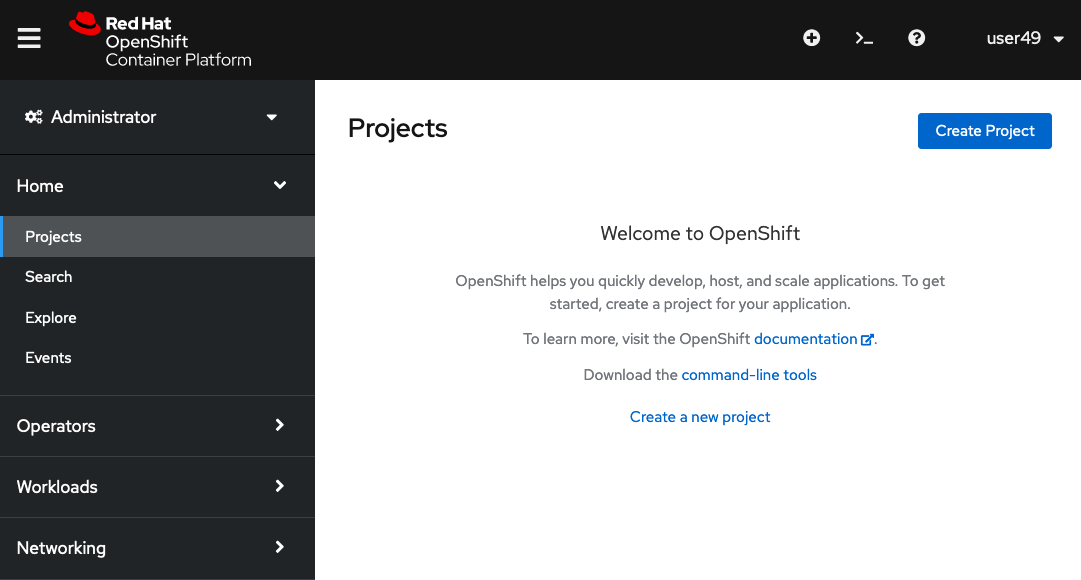 Red Hat
OpenShift
Container Platform
user49
Administrator
Home
Projects
Search
Explore
Events
Operators
Workloads
Networking
Projects
Create Project
Welcome to OpenShift
OpenShift helps you quickly develop, host, and scale applications. To get
started, create a project for your application.
To learn more, visit the OpenShift documentation.
Download the command-line tools
Create a new project